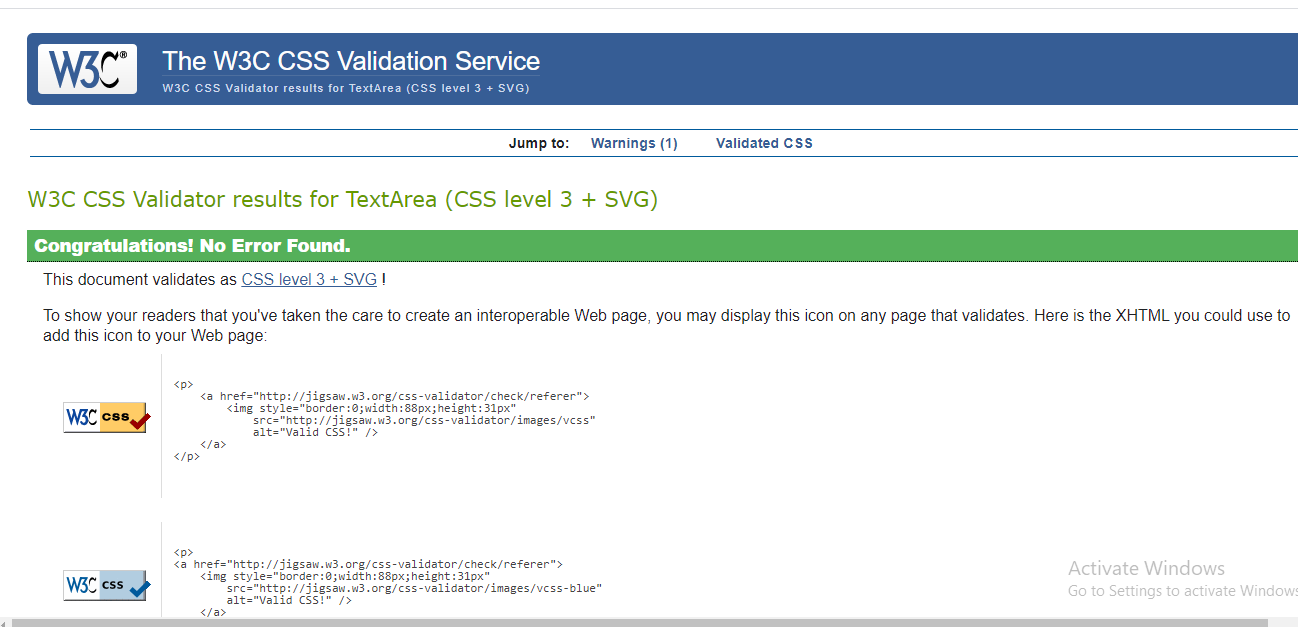 W3C®
The W3C CSS Validation Service
W3C CSS Validator results for TextArea (CSS level 3 + SVG)
Jump to: Warnings (1) Validated CSS
W3C CSS Validator results for TextArea (CSS level 3 + SVG)
Congratulations! No Error Found.
This document validates as CSS level 3 + SVG !
To show your readers that you've taken the care to create an interoperable Web page, you may display this icon on any page that validates. Here is the XHTML you could use to
add this icon to your Web page:
<p>
<a href="http://jigsaw.w3.org/css-validator/check/referer">
<img style="border:0;width:88px;height:31px"
W3C css
src="http://jigsaw.w3.org/css-validator/images/vcss"
alt="Valid CSS!" />
</a>
</p>
<p>
<a href="http://jigsaw.w3.org/css-validator/check/referer">
<img style="border:0;width:88px;height:31px"
W3C css
src="http://jigsaw.w3.org/css-validator/images/vcss-blue"
alt="Valid CSS!" />
</a>
Activate Windows
Go to Settings to activate Windows